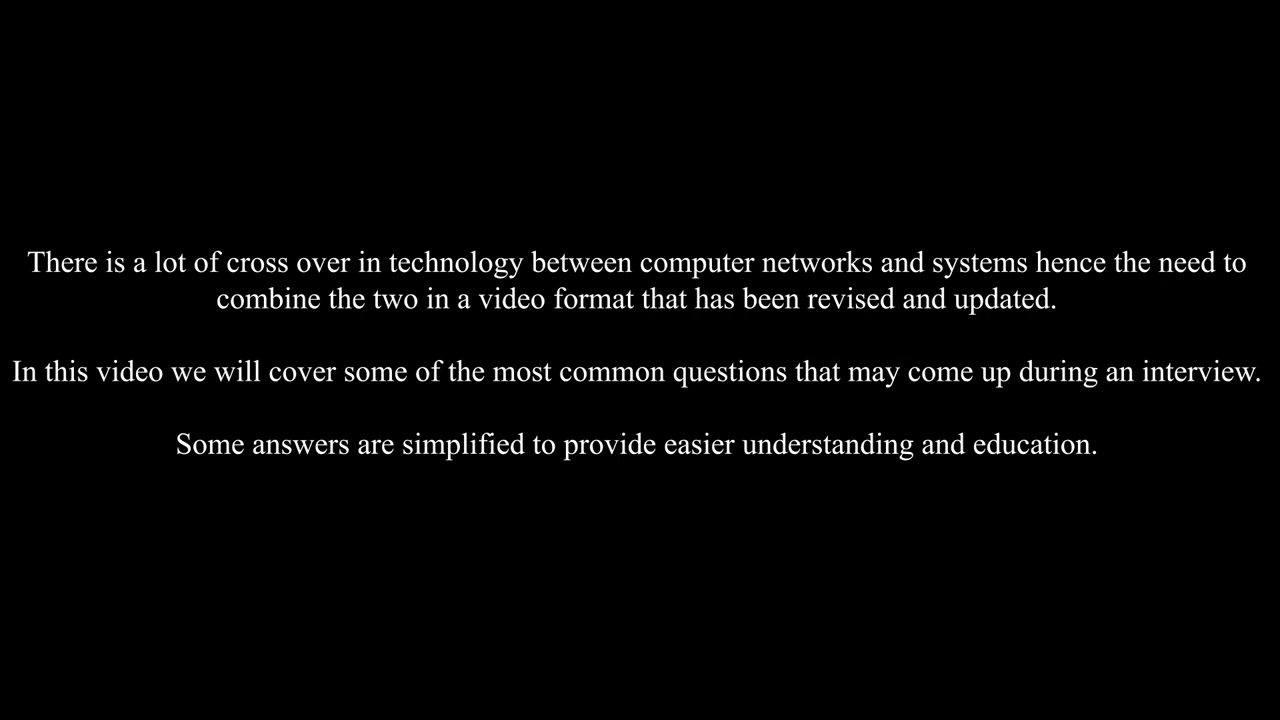 There is a lot of cross over in technology between computer networks and systems hence the need to
combine the two in a video format that has been revised and updated.
In this video we will cover some of the most common questions that may come up during an interview.
Some answers are simplified to provide easier understanding and education.